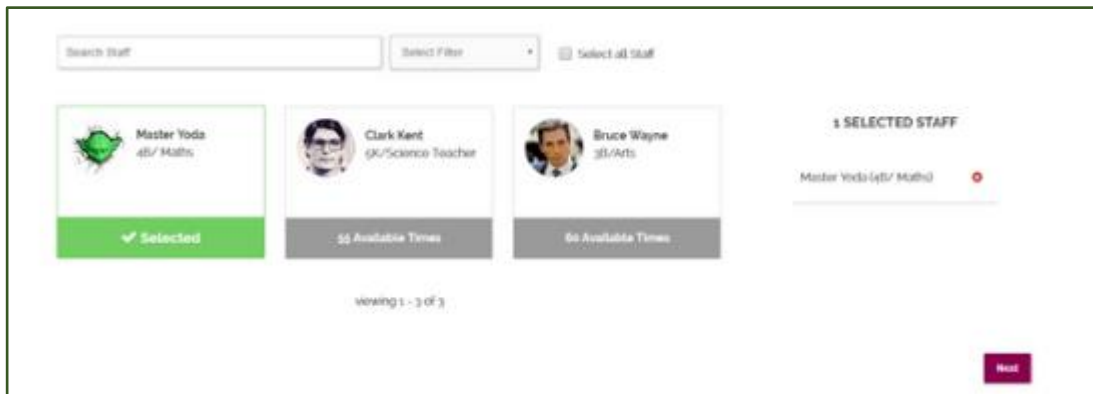 Search Staff
Select Filter
Select all Staff
Master Yoda
4B/ Maths
Selected
Clark Kent
5K/Science Teacher
55 Available Times
Bruce Wayne
3B/Arts
60 Available Times
1 SELECTED STAFF
Master Yoda (4B/ Maths)
viewing 1 - 3 of 3
Next